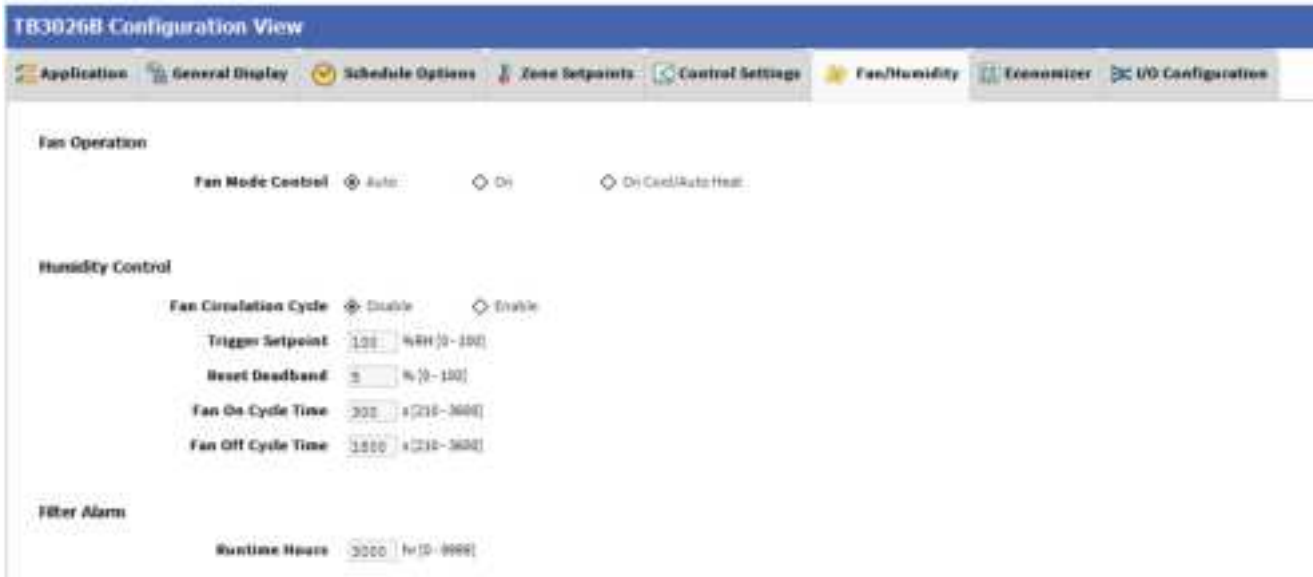 TB3026B Configuration View
Application General Display Schedule Options Zone Setpoints Control Settings Fan/Humidity Economizer I/O Configuration
Fan Operation
Fan Mode Control Auto On On Cool/Auto Heat
Humidity Control
Fan Circulation Cycle Disable Enable
Trigger Setpoint 100 %RH [0 - 100]
Reset Deadband 5 % [0 - 100]
Fan On Cycle Time 300 s [210 - 3600]
Fan Off Cycle Time 1800 s [210 - 3600]
Filter Alarm
Runtime Hours 3000 hr [0 - 9999]